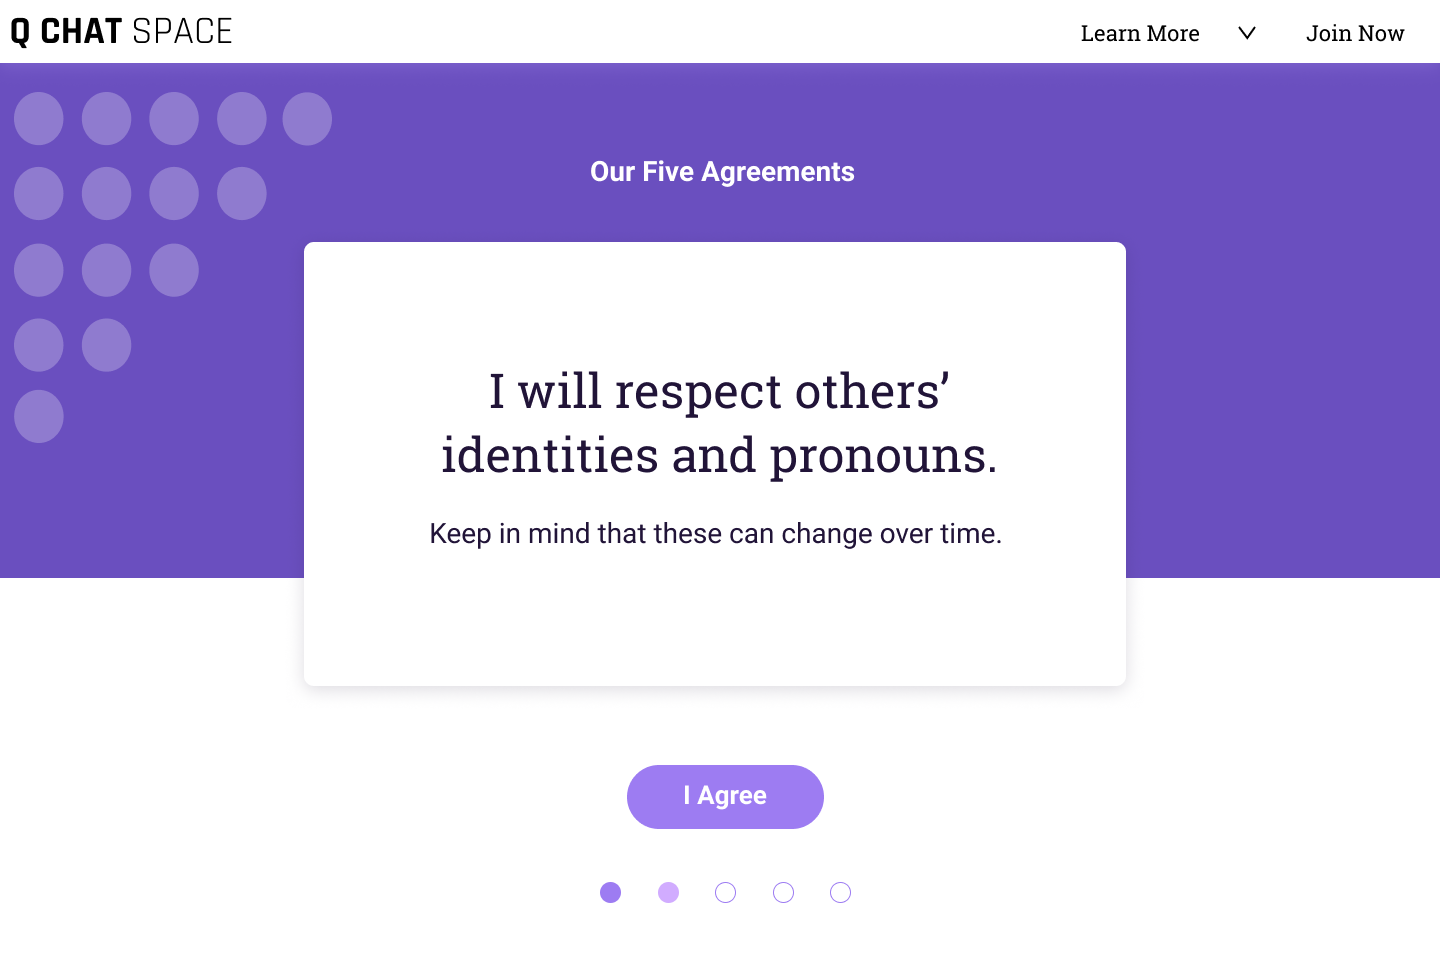 Q CHAT SPACE
Learn More
Join Now
Our Five Agreements
I will respect others’
identities and pronouns.
Keep in mind that these can change over time.
I Agree